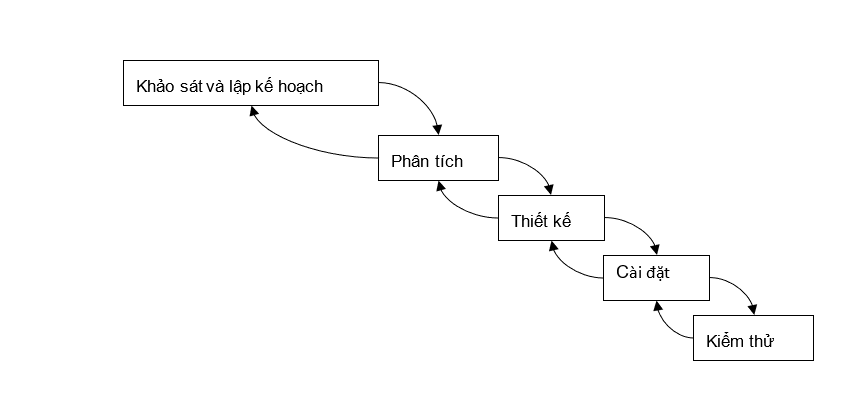 Khảo sát và lập kế hoạch
Phân tích
Thiết kế
Cài đặt
Kiểm thử